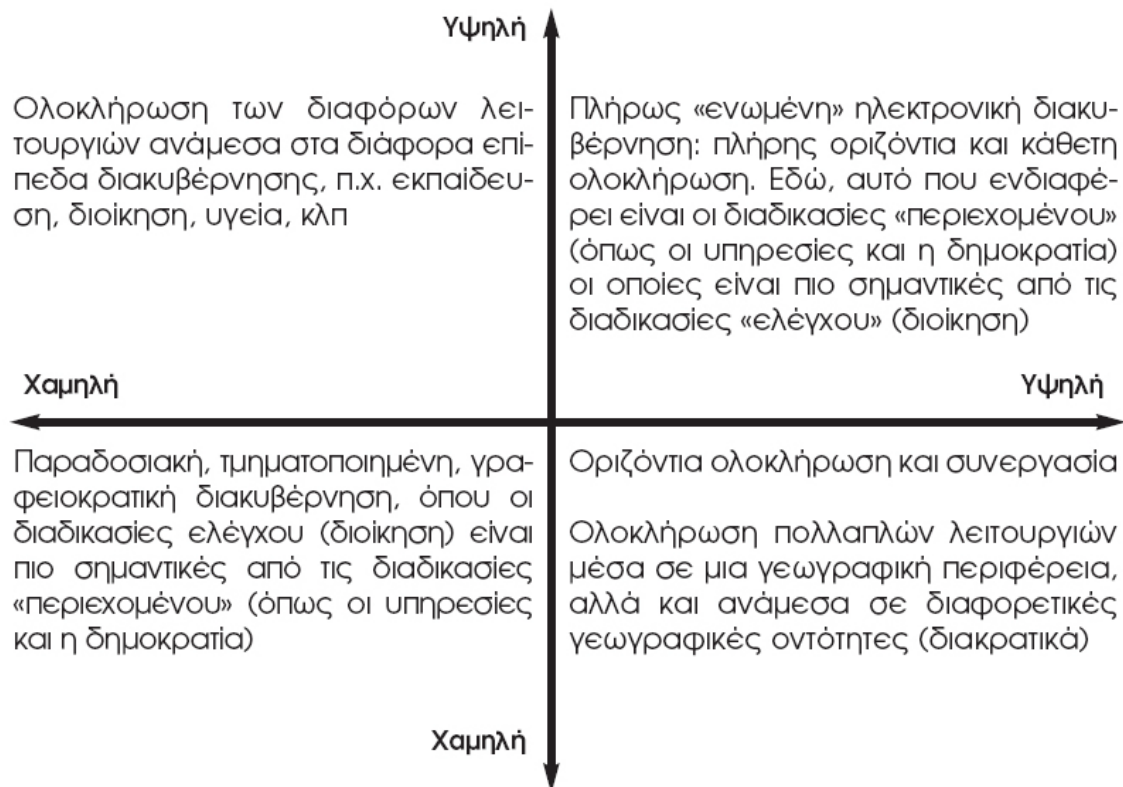 Υψηλή
Ολοκλήρωση των διαφόρων λει-
τουργιών ανάμεσα στα διάφορα επί-
πεδα διακυβέρνησης, π.χ. εκπαίδευ-
ση, διοίκηση, υγεία, κλπ
Πλήρως «ενωμένη» ηλεκτρονική διακυ-
βέρνηση: πλήρης οριζόντια και κάθετη
ολοκλήρωση. Εδώ, αυτό που ενδιαφέ-
ρει είναι οι διαδικασίες «περιεχομένου»
(όπως οι υπηρεσίες και η δημοκρατία)
οι οποίες είναι πιο σημαντικές από τις
διαδικασίες «ελέγχου» (διοίκηση)
Χαμηλή
Υψηλή
Παραδοσιακή, τμηματοποιημένη, γρα-
φειοκρατική διακυβέρνηση, όπου οι
διαδικασίες ελέγχου (διοίκηση) είναι
πιο σημαντικές από τις διαδικασίες
«περιεχομένου» (όπως οι υπηρεσίες
και η δημοκρατία)
Οριζόντια ολοκλήρωση και συνεργασία
Ολοκλήρωση πολλαπλών λειτουργιών
μέσα σε μια γεωγραφική περιφέρεια,
αλλά και ανάμεσα σε διαφορετικές
γεωγραφικές οντότητες (διακρατικά)
Χαμηλή